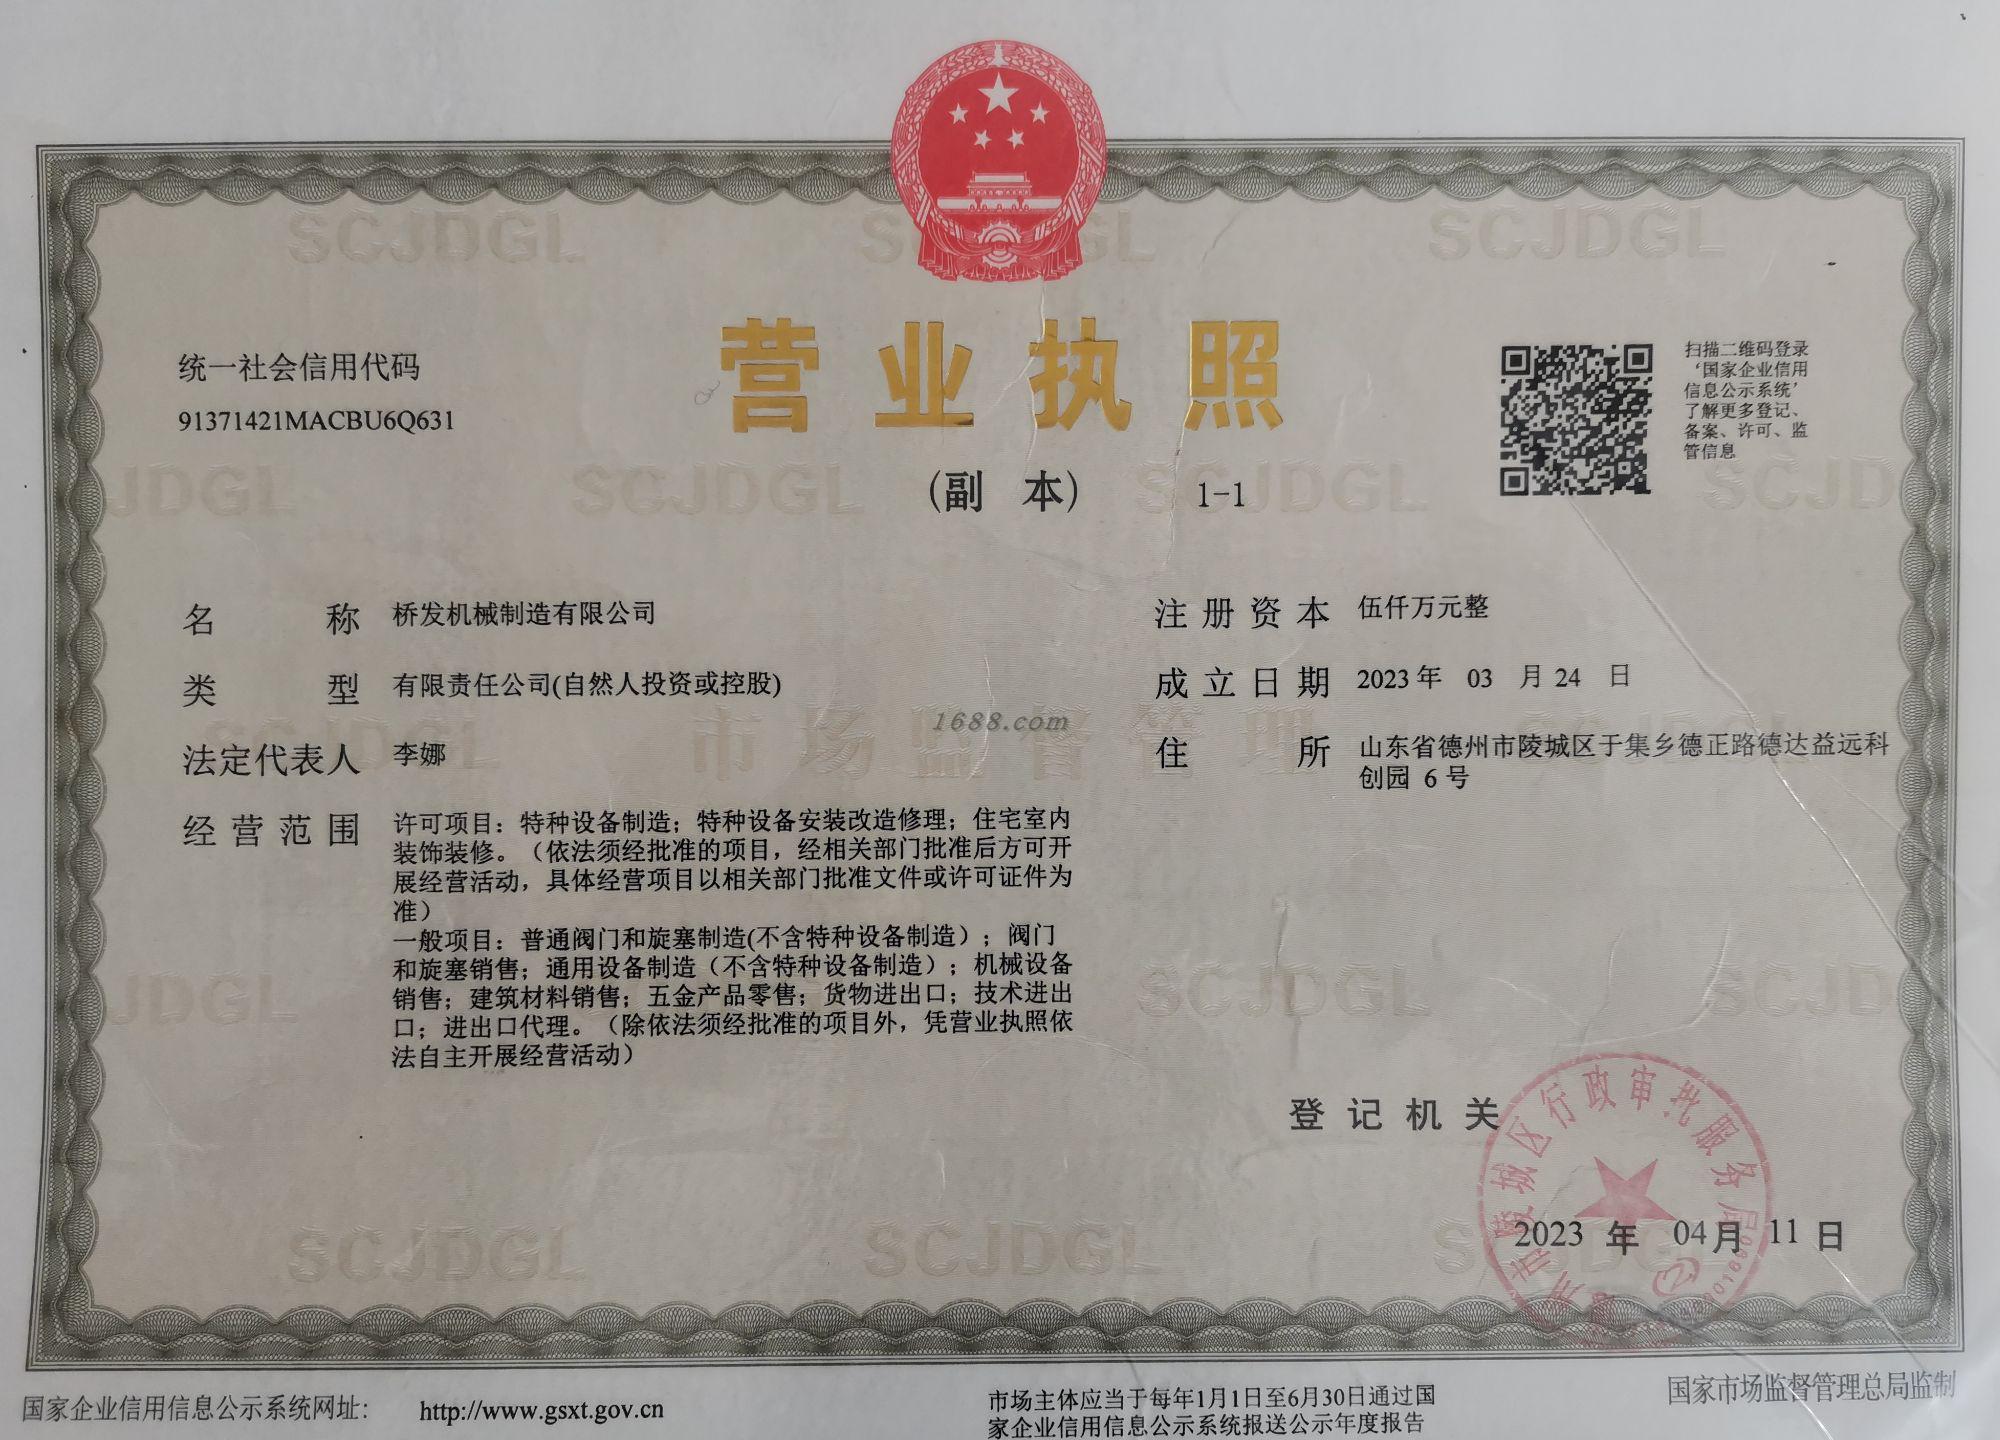 营业执照
(副 本) 1-1
统一社会信用代码
91371421MACBU6Q631
扫描二维码登录
‘国家企业信用
信息公示系统’
了解更多登记、
备案、许可、监
管信息
名 称 桥发机械制造有限公司
类 型 有限责任公司(自然人投资或控股)
法定代表人 李娜
经营范围 许可项目：特种设备制造；特种设备安装改造修理；住宅室内
装饰装修。（依法须经批准的项目，经相关部门批准后方可开
展经营活动，具体经营项目以相关部门批准文件或许可证件为
准）
一般项目：普通阀门和旋塞制造(不含特种设备制造）；阀门
和旋塞销售；通用设备制造（不含特种设备制造）；机械设备
销售；建筑材料销售；五金产品零售；货物进出口；技术进出
口；进出口代理。（除依法须经批准的项目外，凭营业执照依
法自主开展经营活动）
注册资本 伍仟万元整
成立日期 2023年 03 月 24 日
住 所 山东省德州市陵城区于集乡德正路德达益远科
创园 6号
1688.com
市场监督管理
SCJDGL
登记机关
州市陵城区行政审批服务局
(2)
2023 年 04月 11日
国家企业信用信息公示系统网址： http://www.gsxt.gov.cn
市场主体应当于每年1月1日至6月30日通过国
家企业信用信息公示系统报送公示年度报告
国家市场监督管理总局监制